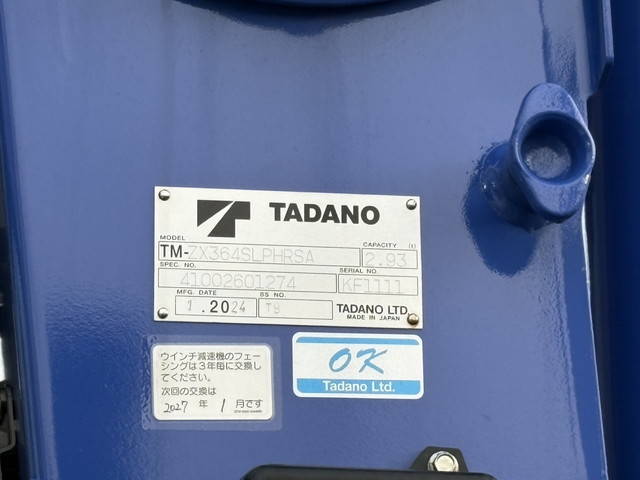 TADANO
MODEL CAPACITY (t)
TM-ZX364SLPHRSA 2.93
SPEC. NO. SERIAL NO.
41002601274 KF1111
MFG. DATE BS NO.
1 .2024 TB TADANO LTD.
MADE IN JAPAN
ウインチ減速機のフェー
シングは3年毎に交換し
てください。
次回の交換は
2027 年 1 月です
OK
Tadano Ltd.